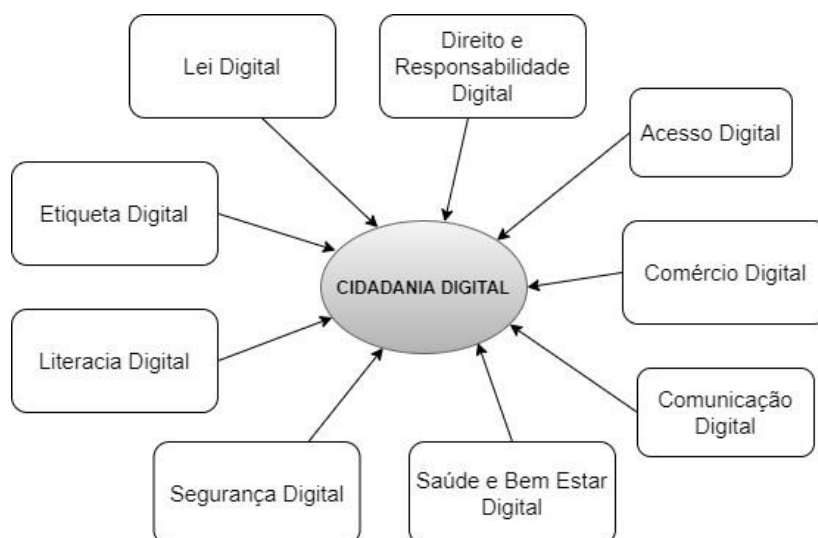 Lei Digital
Direito e
Responsabilidade
Digital
Acesso Digital
Etiqueta Digital
CIDADANIA DIGITAL
Comércio Digital
Literacia Digital
Comunicação
Digital
Segurança Digital
Saúde e Bem Estar
Digital